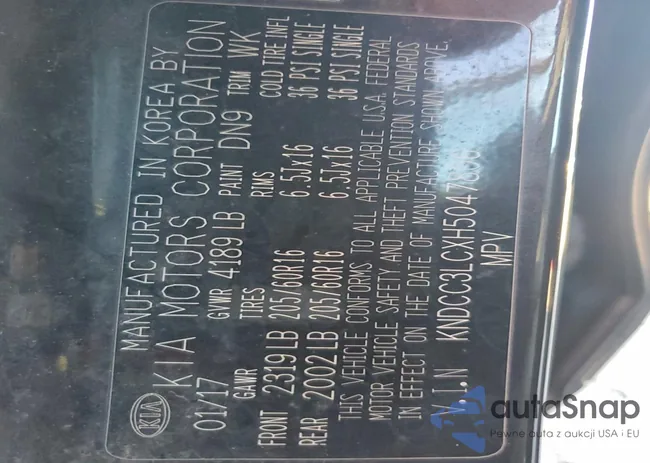 KIA
MANUFACTURED IN KOREA BY
KIA MOTORS CORPORATION
01/17 GVWR 4189 LB PAINT DN9 TRIM WK
GAWR TIRES RIMS COLD TIRE INFL
FRONT 2319 LB 205/60R16 6.5Jx16 36 PSI SINGLE
REAR 2002 LB 205/60R16 6.5Jx16 36 PSI SINGLE
THIS VEHICLE CONFORMS TO ALL APPLICABLE U.S.A. FEDERAL
MOTOR VEHICLE SAFETY AND THEFT PREVENTION STANDARDS
IN EFFECT ON THE DATE OF MANUFACTURE SHOWN ABOVE.
V.I.N
MPV
autoSnap
Pewne auta z aukcji USA i EU